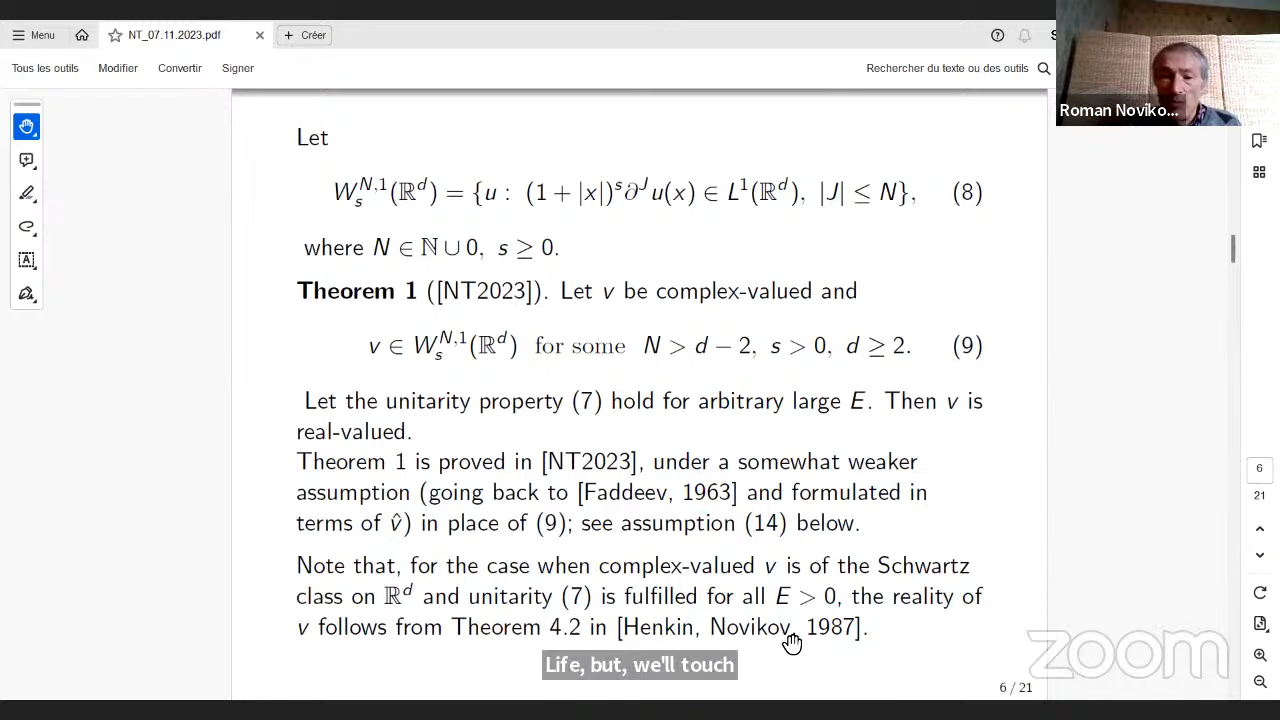 Menu
NT_07.11.2023.pdf
Créer
Tous les outils
Modifier
Convertir
Signer
Rechercher du texte ou des outils
Roman Noviko...
Let
W_s^{N,1}(ℝ^d) = {u : (1 + |x|)^s ∂^J u(x) ∈ L^1(ℝ^d), |J| ≤ N}, (8)
where N ∈ ℕ ∪ 0, s ≥ 0.
Theorem 1 ([NT2023]). Let v be complex-valued and
v ∈ W_s^{N,1}(ℝ^d) for some N > d − 2, s > 0, d ≥ 2. (9)
Let the unitarity property (7) hold for arbitrary large E. Then v is
real-valued.
Theorem 1 is proved in [NT2023], under a somewhat weaker
assumption (going back to [Faddeev, 1963] and formulated in
terms of v̂) in place of (9); see assumption (14) below.
Note that, for the case when complex-valued v is of the Schwartz
class on ℝ^d and unitarity (7) is fulfilled for all E > 0, the reality of
v follows from Theorem 4.2 in [Henkin, Novikov, 1987].
Life, but, we'll touch
6 / 21
6
21
zoom